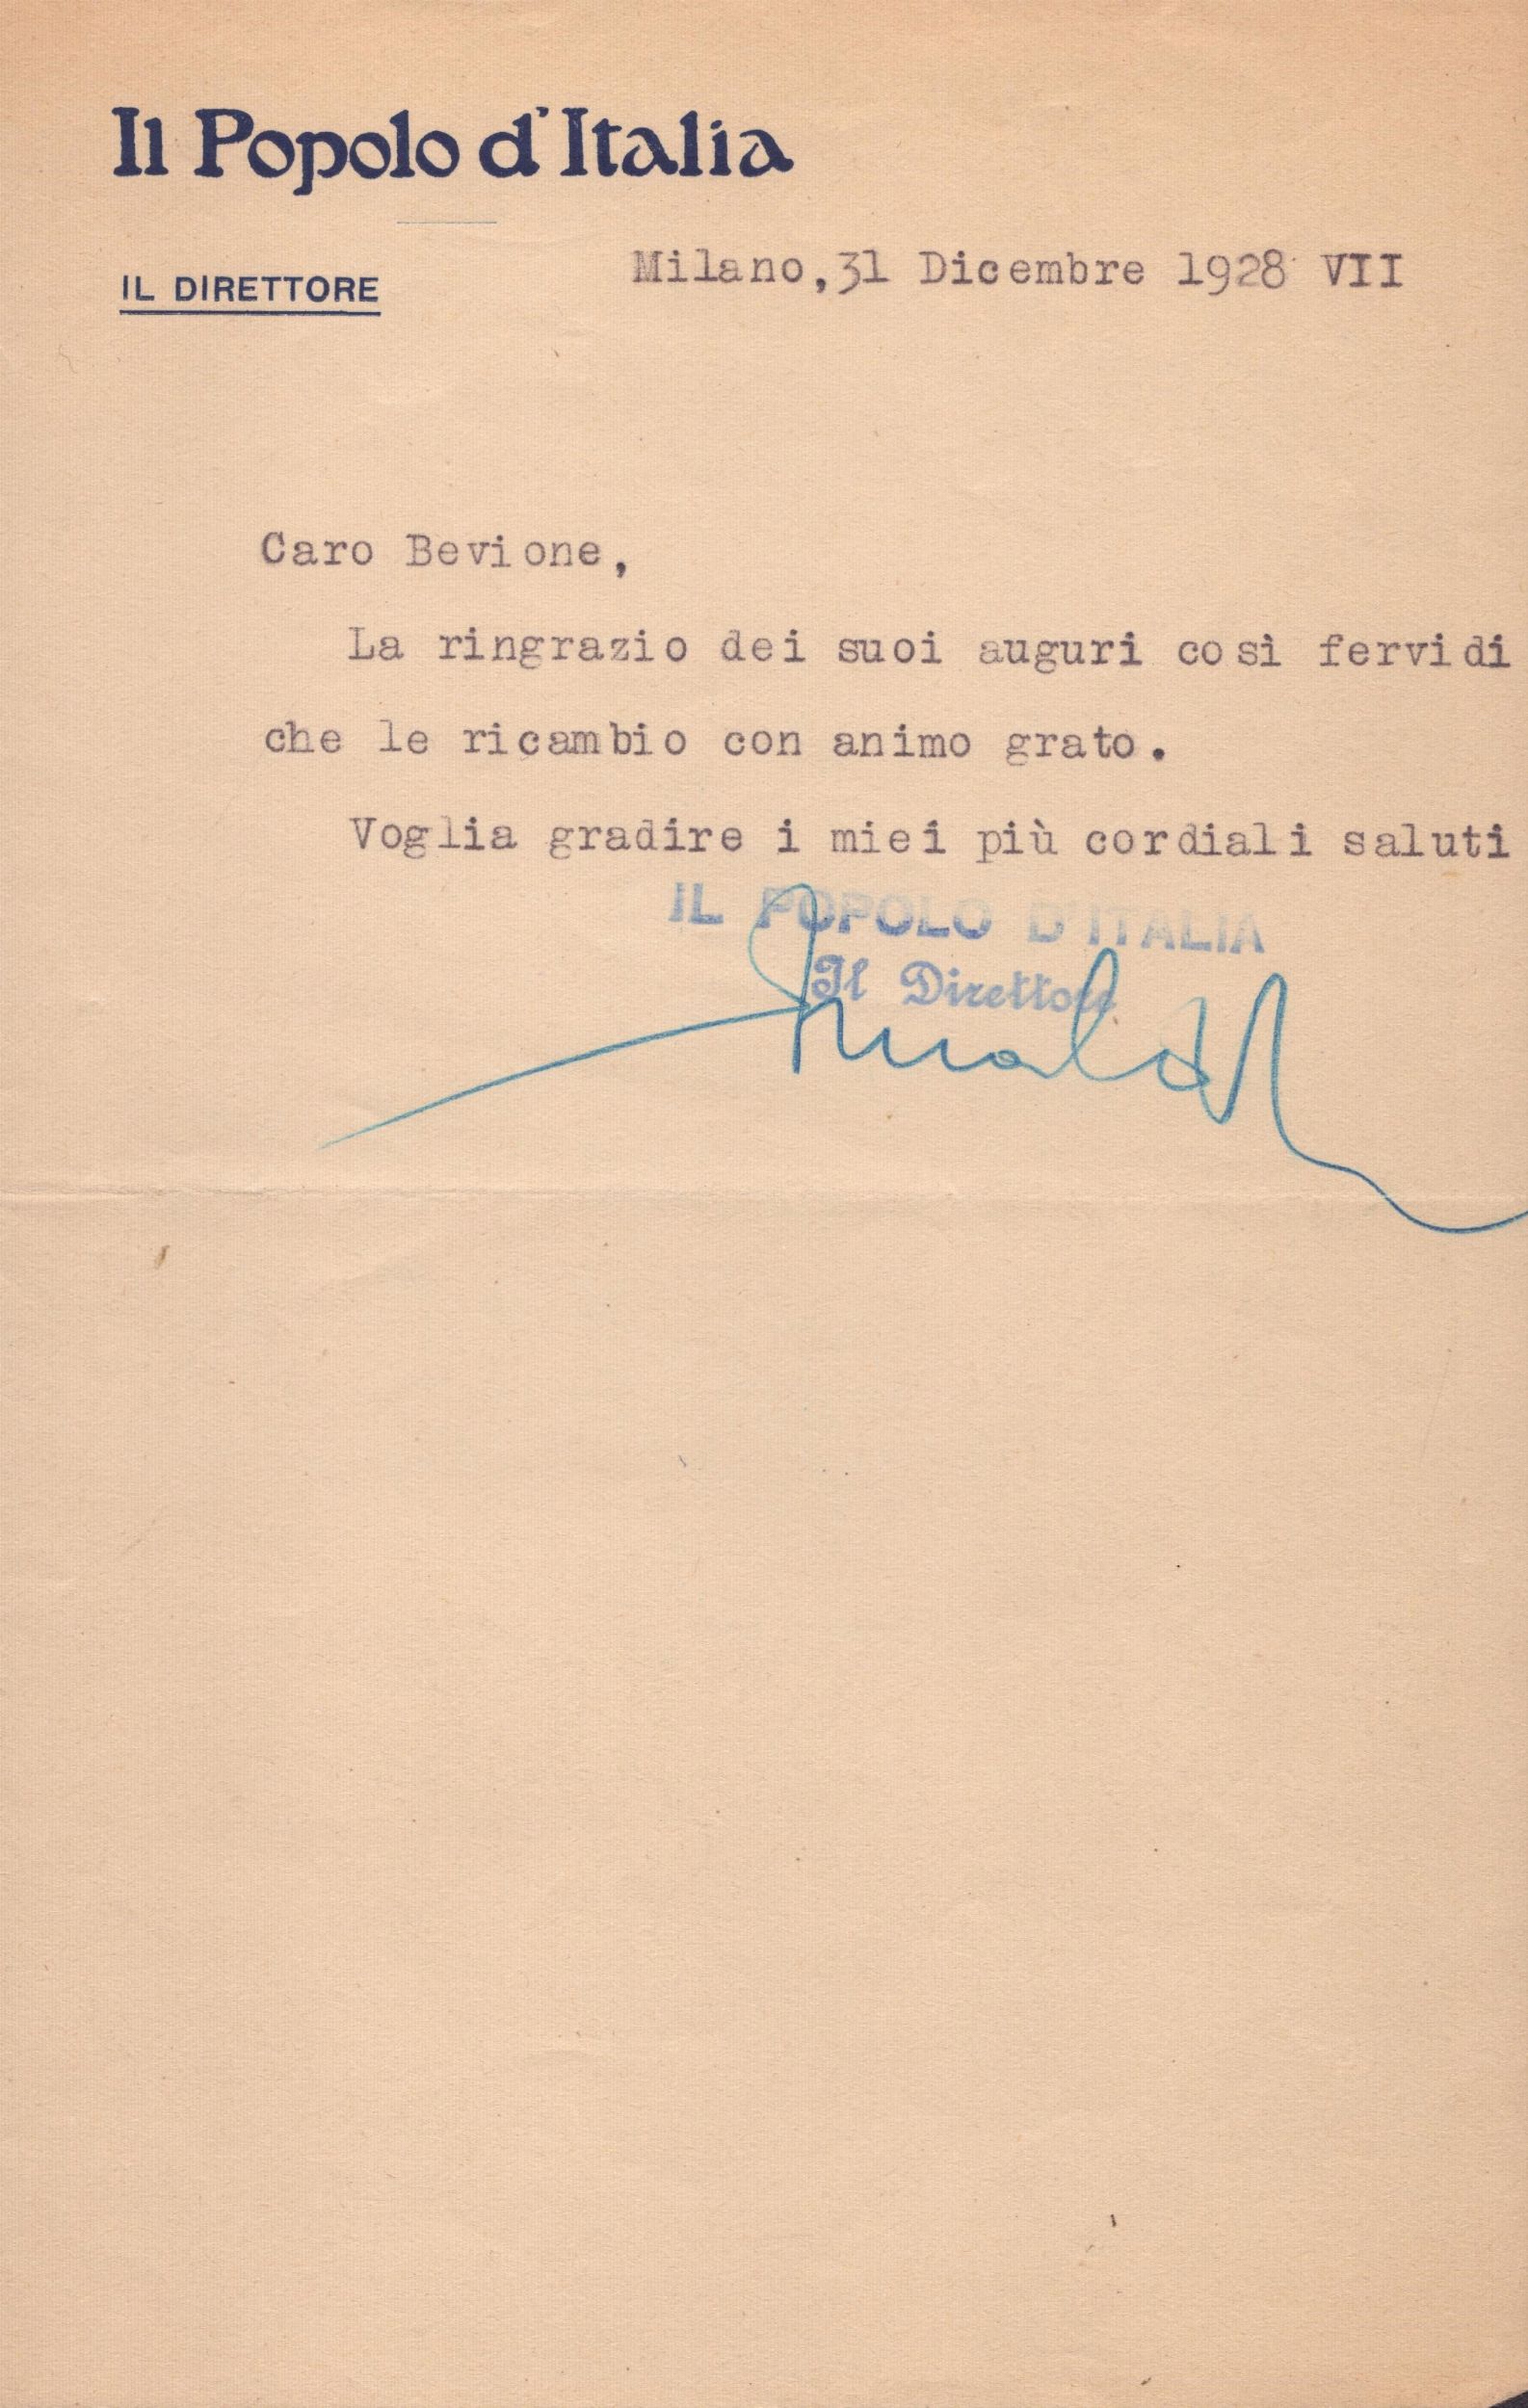 Il Popolo d'Italia
IL DIRETTORE
Milano,31 Dicembre 1928 VII
Caro Bevione,
La ringrazio dei suoi auguri così fervidi
che le ricambio con animo grato.
Voglia gradire i miei più cordiali saluti
IL POPOLO D'ITALIA
Il Direttore